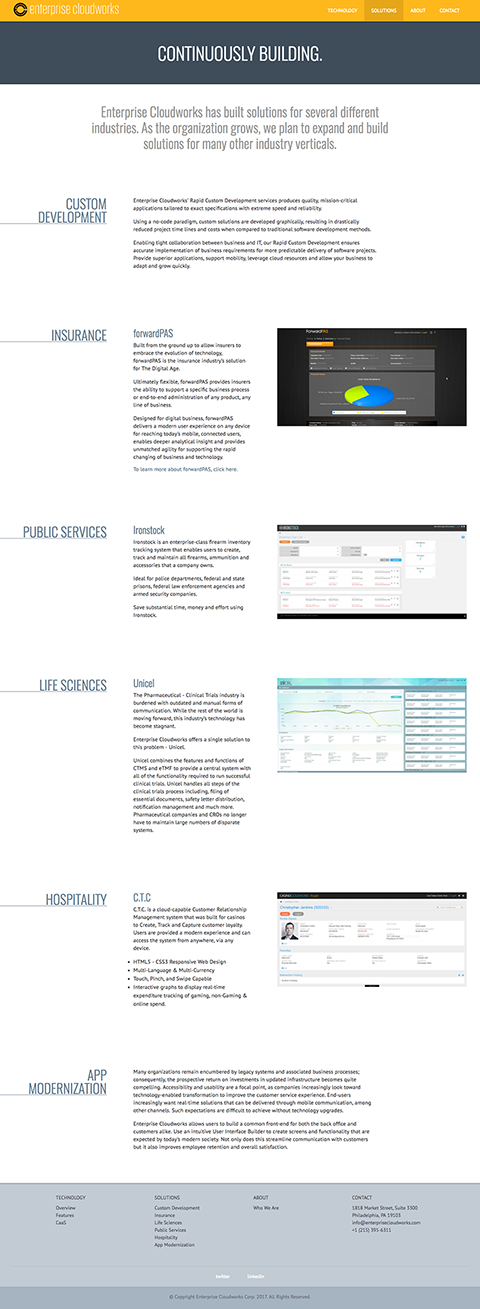 enterprise cloudworks
TECHNOLOGY SOLUTIONS ABOUT CONTACT
CONTINUOUSLY BUILDING.
Enterprise Cloudworks has built solutions for several different
industries. As the organization grows, we plan to expand and build
solutions for many other industry verticals.
CUSTOM
DEVELOPMENT
Enterprise Cloudworks' Rapid Custom Development services produces quality, mission-critical
applications tailored to exact specifications with extreme speed and reliability.
Using a no-code paradigm, custom solutions are developed graphically, resulting in drastically
reduced project time lines and costs when compared to traditional software development methods.
Enabling tight collaboration between business and IT, our Rapid Custom Development ensures
accurate implementation of business requirements for more predictable delivery of software projects.
Provide superior applications, support mobility, leverage cloud resources and allow your business to
adapt and grow quickly.
INSURANCE
forwardPAS
Built from the ground up to allow insurers to
embrace the evolution of technology,
forwardPAS is the insurance industry's solution
for The Digital Age.
Ultimately flexible, forwardPAS provides insurers
the ability to support a specific business process
or end-to-end administration of any product, any
line of business.
Designed for digital business, forwardPAS
delivers a modern user experience on any device
for reaching today's mobile, connected users,
enables deeper analytical insight and provides
unmatched agility for supporting the rapid
changing of business and technology.
To learn more about forwardPAS, click here.
ForwardPAS
PUBLIC SERVICES
Ironstock
Ironstock is an enterprise-class firearm inventory
tracking system that enables users to create,
track and maintain all firearms, ammunition and
accessories that a company owns.
Ideal for police departments, federal and state
prisons, federal law enforcement agencies and
armed security companies.
Save substantial time, money and effort using
Ironstock.
LIFE SCIENCES
Unicel
The Pharmaceutical - Clinical Trials industry is
burdened with outdated and manual forms of
communication. While the rest of the world is
moving forward, this industry's technology has
become stagnant.
Enterprise Cloudworks offers a single solution to
this problem - Unicel.
Unicel combines the features and functions of
CTMS and eTMF to provide a central system with
all of the functionality required to run successful
clinical trials. Unicel handles all steps of the
clinical trials process including, filing of
essential documents, safety letter distribution,
notification management and much more.
Pharmaceutical companies and CROs no longer
have to maintain large numbers of disparate
systems.
HOSPITALITY
C.T.C
C.T.C. is a cloud-capable Customer Relationship
Management system that was built for casinos
to Create, Track and Capture customer loyalty.
Users are provided a modern experience and can
access the system from anywhere, via any
device.
• HTML5 - CSS3 Responsive Web Design
• Multi-Language & Multi-Currency
• Touch, Pinch, and Swipe Capable
• Interactive graphs to display real-time
expenditure tracking of gaming, non-Gaming &
online spend.
APP
MODERNIZATION
Many organizations remain encumbered by legacy systems and associated business processes;
consequently, the prospective return on investments in updated infrastructure becomes quite
compelling. Accessibility and usability are a focal point, as companies increasingly look toward
technology-enabled transformation to improve the customer service experience. End-users
increasingly want real-time solutions that can be delivered through mobile communication, among
other channels. Such expectations are difficult to achieve without technology upgrades.
Enterprise Cloudworks allows users to build a common front-end for both the back office and
customers alike. Use an intuitive User Interface Builder to create screens and functionality that are
expected by today's modern society. Not only does this streamline communication with customers
but it also improves employee retention and overall satisfaction.
TECHNOLOGY
Overview
Features
CaaS
SOLUTIONS
Custom Development
Insurance
Life Sciences
Public Services
Hospitality
App Modernization
ABOUT
Who We Are
CONTACT
1818 Market Street, Suite 3300
Philadelphia, PA 19103
info@enterprisecloudworks.com
+1 (215) 395-6311
twitter linkedin
© Copyright Enterprise Cloudworks Corp. 2017. All Rights Reserved.